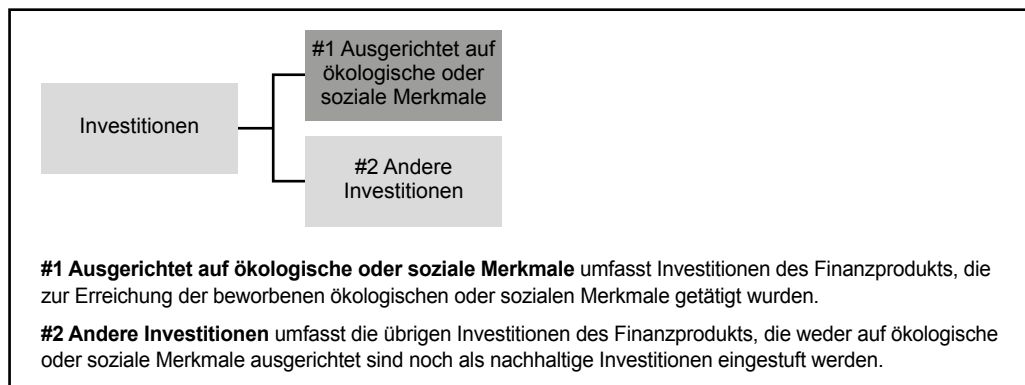 #1 Ausgerichtet auf
ökologische oder
soziale Merkmale
Investitionen
#2 Andere
Investitionen
#1 Ausgerichtet auf ökologische oder soziale Merkmale umfasst Investitionen des Finanzprodukts, die
zur Erreichung der beworbenen ökologischen oder sozialen Merkmale getätigt wurden.
#2 Andere Investitionen umfasst die übrigen Investitionen des Finanzprodukts, die weder auf ökologische
oder soziale Merkmale ausgerichtet sind noch als nachhaltige Investitionen eingestuft werden.